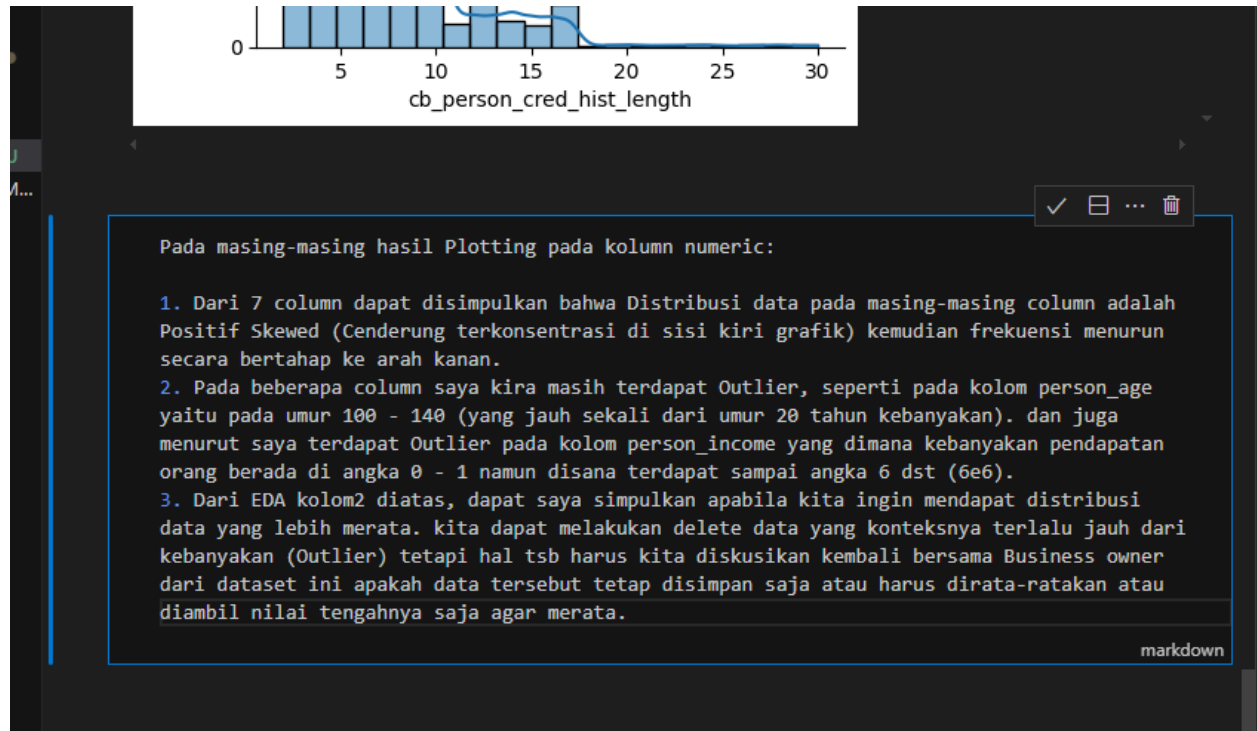 0
5 10 15 20 25 30
cb_person_cred_hist_length
U
M...
Pada masing-masing hasil Plotting pada kolumn numeric:
1. Dari 7 column dapat disimpulkan bahwa Distribusi data pada masing-masing column adalah
Positif Skewed (Cenderung terkonsentrasi di sisi kiri grafik) kemudian frekuensi menurun
secara bertahap ke arah kanan.
2. Pada beberapa column saya kira masih terdapat Outlier, seperti pada kolom person_age
yaitu pada umur 100 - 140 (yang jauh sekali dari umur 20 tahun kebanyakan). dan juga
menurut saya terdapat Outlier pada kolom person_income yang dimana kebanyakan pendapatan
orang berada di angka 0 - 1 namun disana terdapat sampai angka 6 dst (6e6).
3. Dari EDA kolom2 diatas, dapat saya simpulkan apabila kita ingin mendapat distribusi
data yang lebih merata. kita dapat melakukan delete data yang konteksnya terlalu jauh dari
kebanyakan (Outlier) tetapi hal tsb harus kita diskusikan kembali bersama Business owner
dari dataset ini apakah data tersebut tetap disimpan saja atau harus dirata-ratakan atau
diambil nilai tengahnya saja agar merata.
markdown